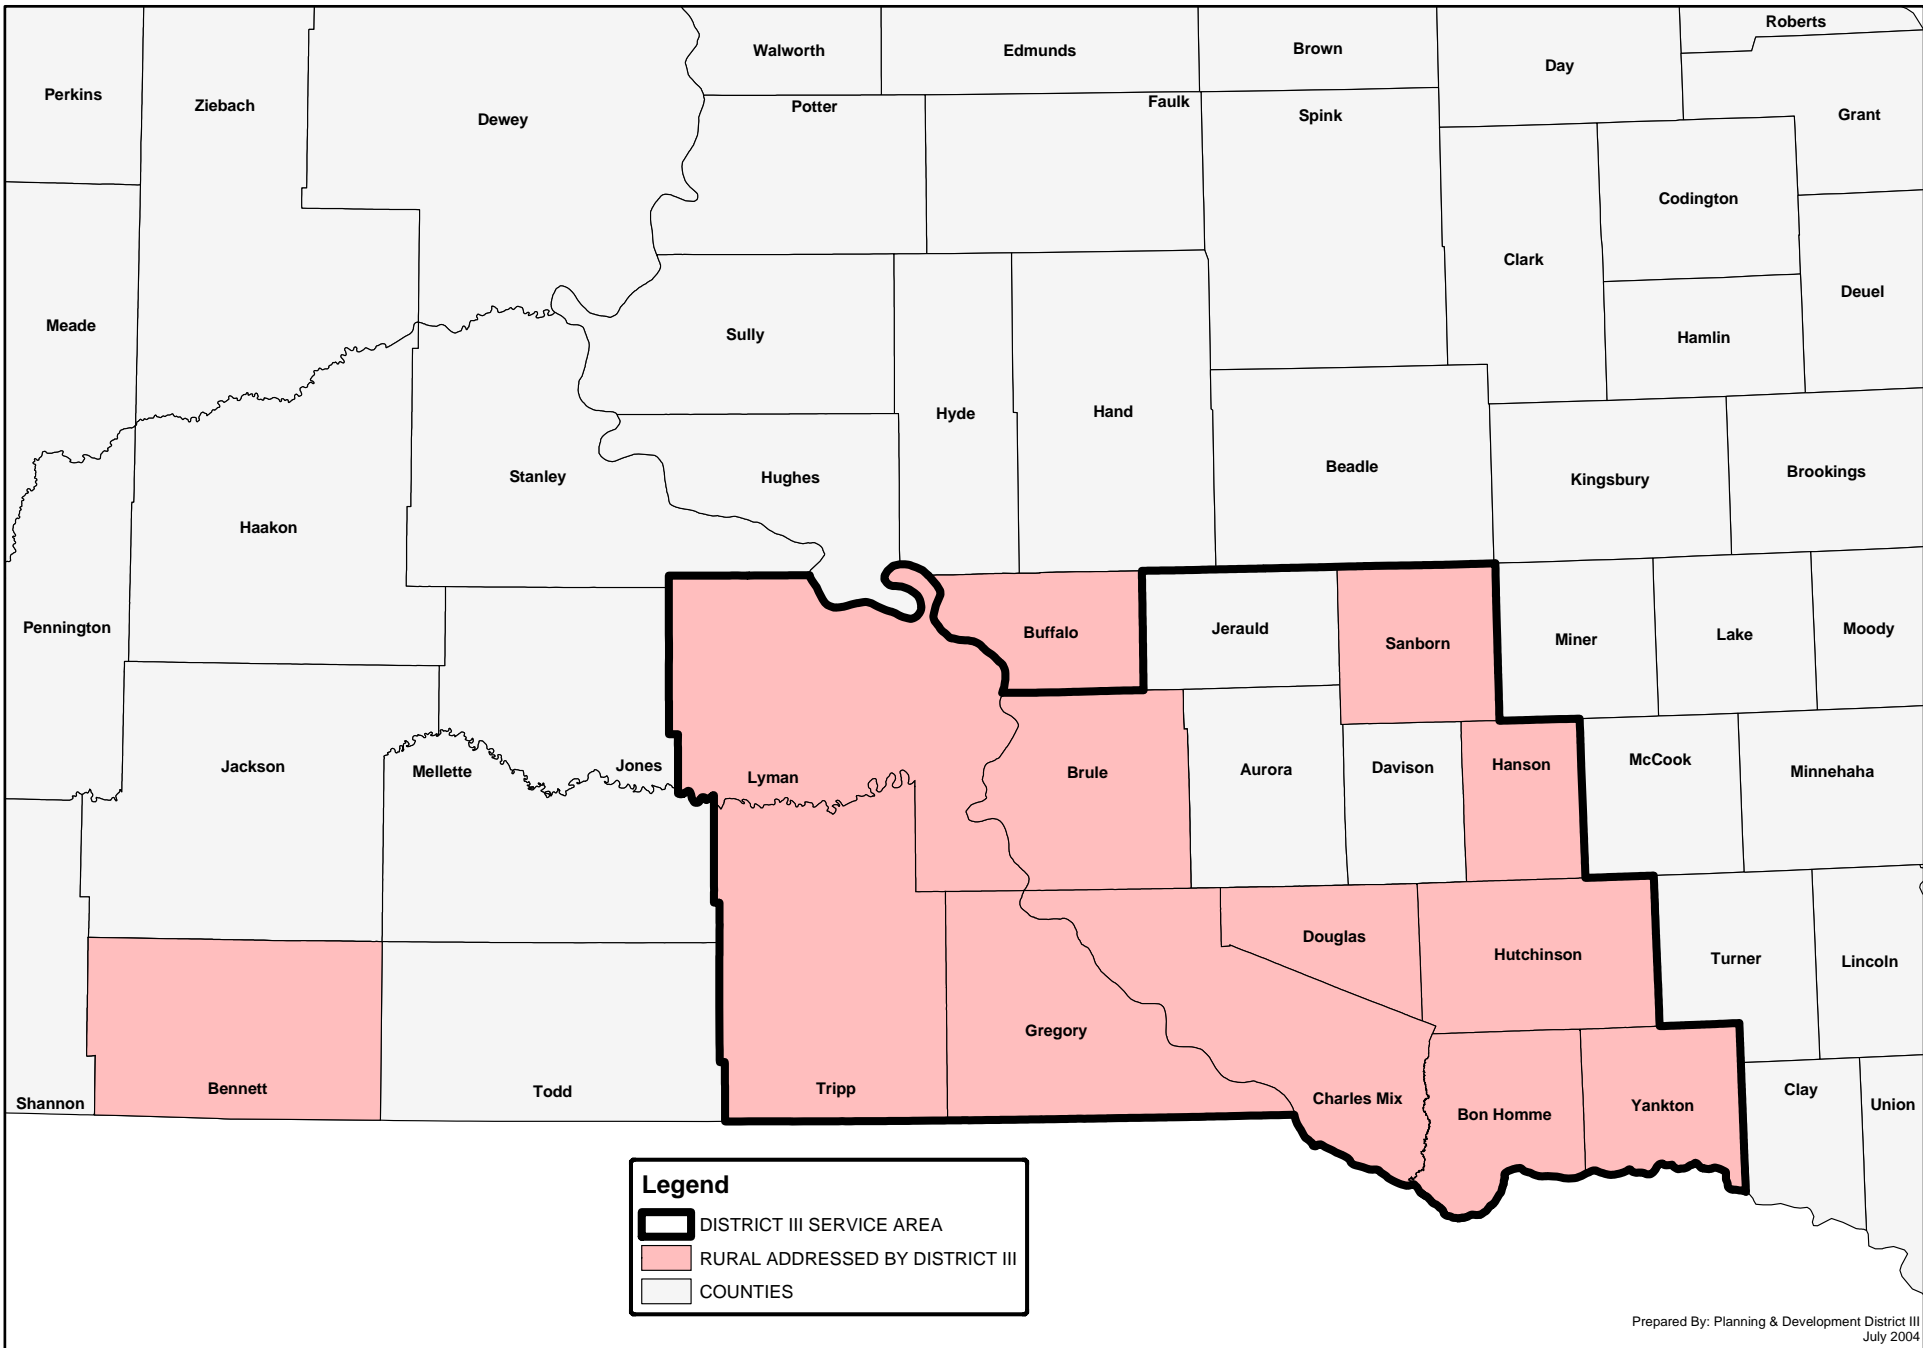 Roberts
Walworth
Edmunds
Brown
Day
Perkins
Ziebach
Dewey
Potter
Faulk
Spink
Grant
Codington
Clark
Deuel
Meade
Sully
Hamlin
Hyde
Hand
Beadle
Stanley
Hughes
Kingsbury
Brookings
Haakon
Pennington
Buffalo
Jerauld
Sanborn
Miner
Lake
Moody
Jackson
Mellette
Jones
Lyman
Brule
Aurora
Davison
Hanson
McCook
Minnehaha
Douglas
Hutchinson
Turner
Lincoln
Gregory
Shannon
Bennett
Todd
Tripp
Charles Mix
Bon Homme
Yankton
Clay
Union
Legend
DISTRICT III SERVICE AREA
RURAL ADDRESSED BY DISTRICT III
COUNTIES
Prepared By: Planning & Development District III
July 2004